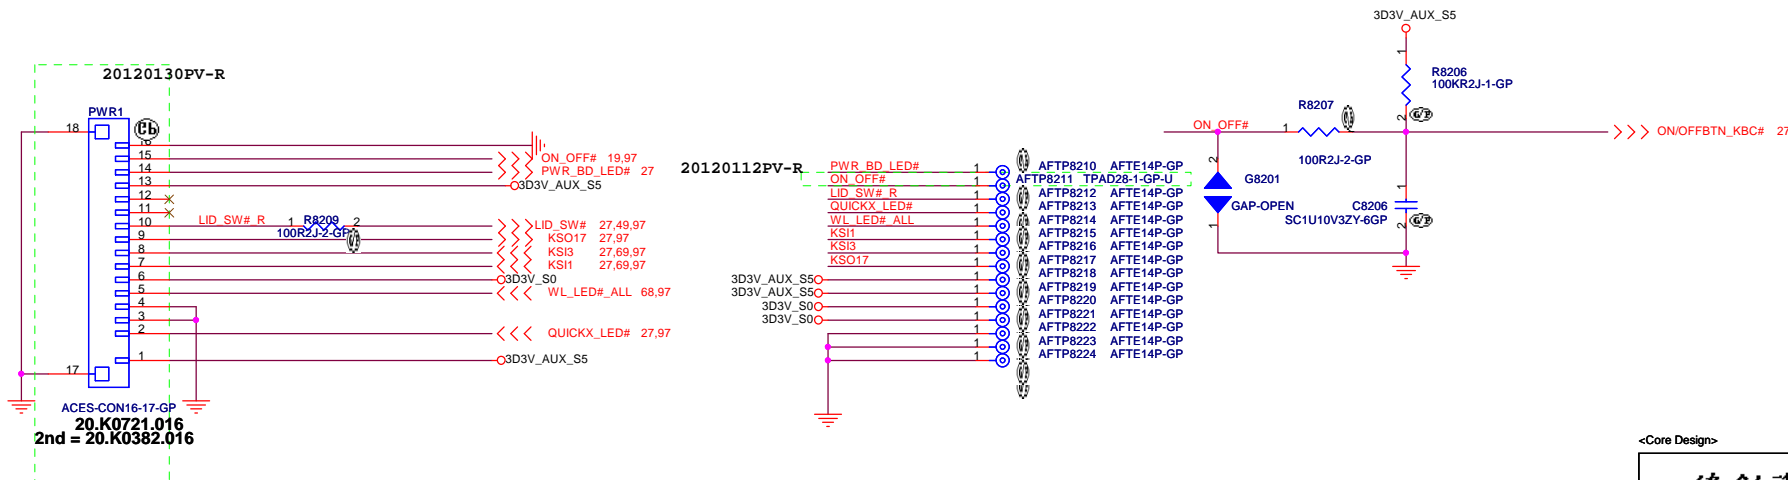 20120130PV-R
PWR1
18
16
15
ON_OFF# 19,97
14
PWR_BD_LED# 27
13
3D3V_AUX_S5
12
11
10
LID_SW#_R
1 R8209 2
100R2J-2-GP
LID_SW# 27,49,97
9
KSO17 27,97
8
KSI3 27,69,97
7
KSI1 27,69,97
6
3D3V_S0
5
WL_LED#_ALL 68,97
4
3
2
QUICKX_LED# 27,97
1
3D3V_AUX_S5
17
ACES-CON16-17-GP
20.K0721.016
2nd = 20.K0382.016
20120112PV-R
PWR_BD_LED# 1 AFTP8210 AFTE14P-GP
ON_OFF# 1 AFTP8211 TPAD28-1-GP-U
LID_SW#_R 1 AFTP8212 AFTE14P-GP
QUICKX_LED# 1 AFTP8213 AFTE14P-GP
WL_LED#_ALL 1 AFTP8214 AFTE14P-GP
KSI1 1 AFTP8215 AFTE14P-GP
KSI3 1 AFTP8216 AFTE14P-GP
KSO17 1 AFTP8217 AFTE14P-GP
3D3V_AUX_S5 1 AFTP8218 AFTE14P-GP
3D3V_AUX_S5 1 AFTP8219 AFTE14P-GP
3D3V_S0 1 AFTP8220 AFTE14P-GP
3D3V_S0 1 AFTP8221 AFTE14P-GP
1 AFTP8222 AFTE14P-GP
1 AFTP8223 AFTE14P-GP
1 AFTP8224 AFTE14P-GP
3D3V_AUX_S5
1
R8206
100KR2J-1-GP
2
ON_OFF#
1 R8207
100R2J-2-GP
ON/OFFBTN_KBC# 27
2
G8201
GAP-OPEN
1
1
C8206
SC1U10V3ZY-6GP
2
<Core Design>